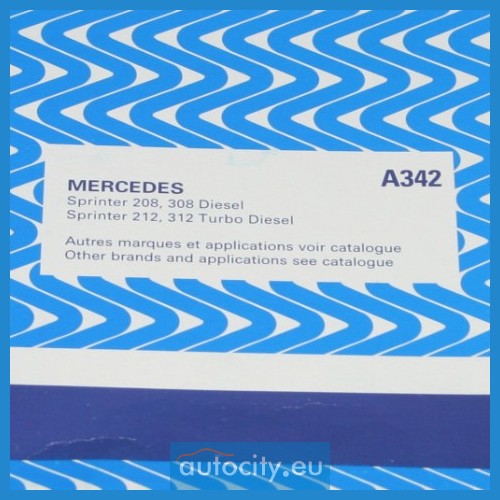 MERCEDES
A342
Sprinter 208, 308 Diesel
Sprinter 212, 312 Turbo Diesel
Autres marques et applications voir catalogue
Other brands and applications see catalogue
autocity.eu